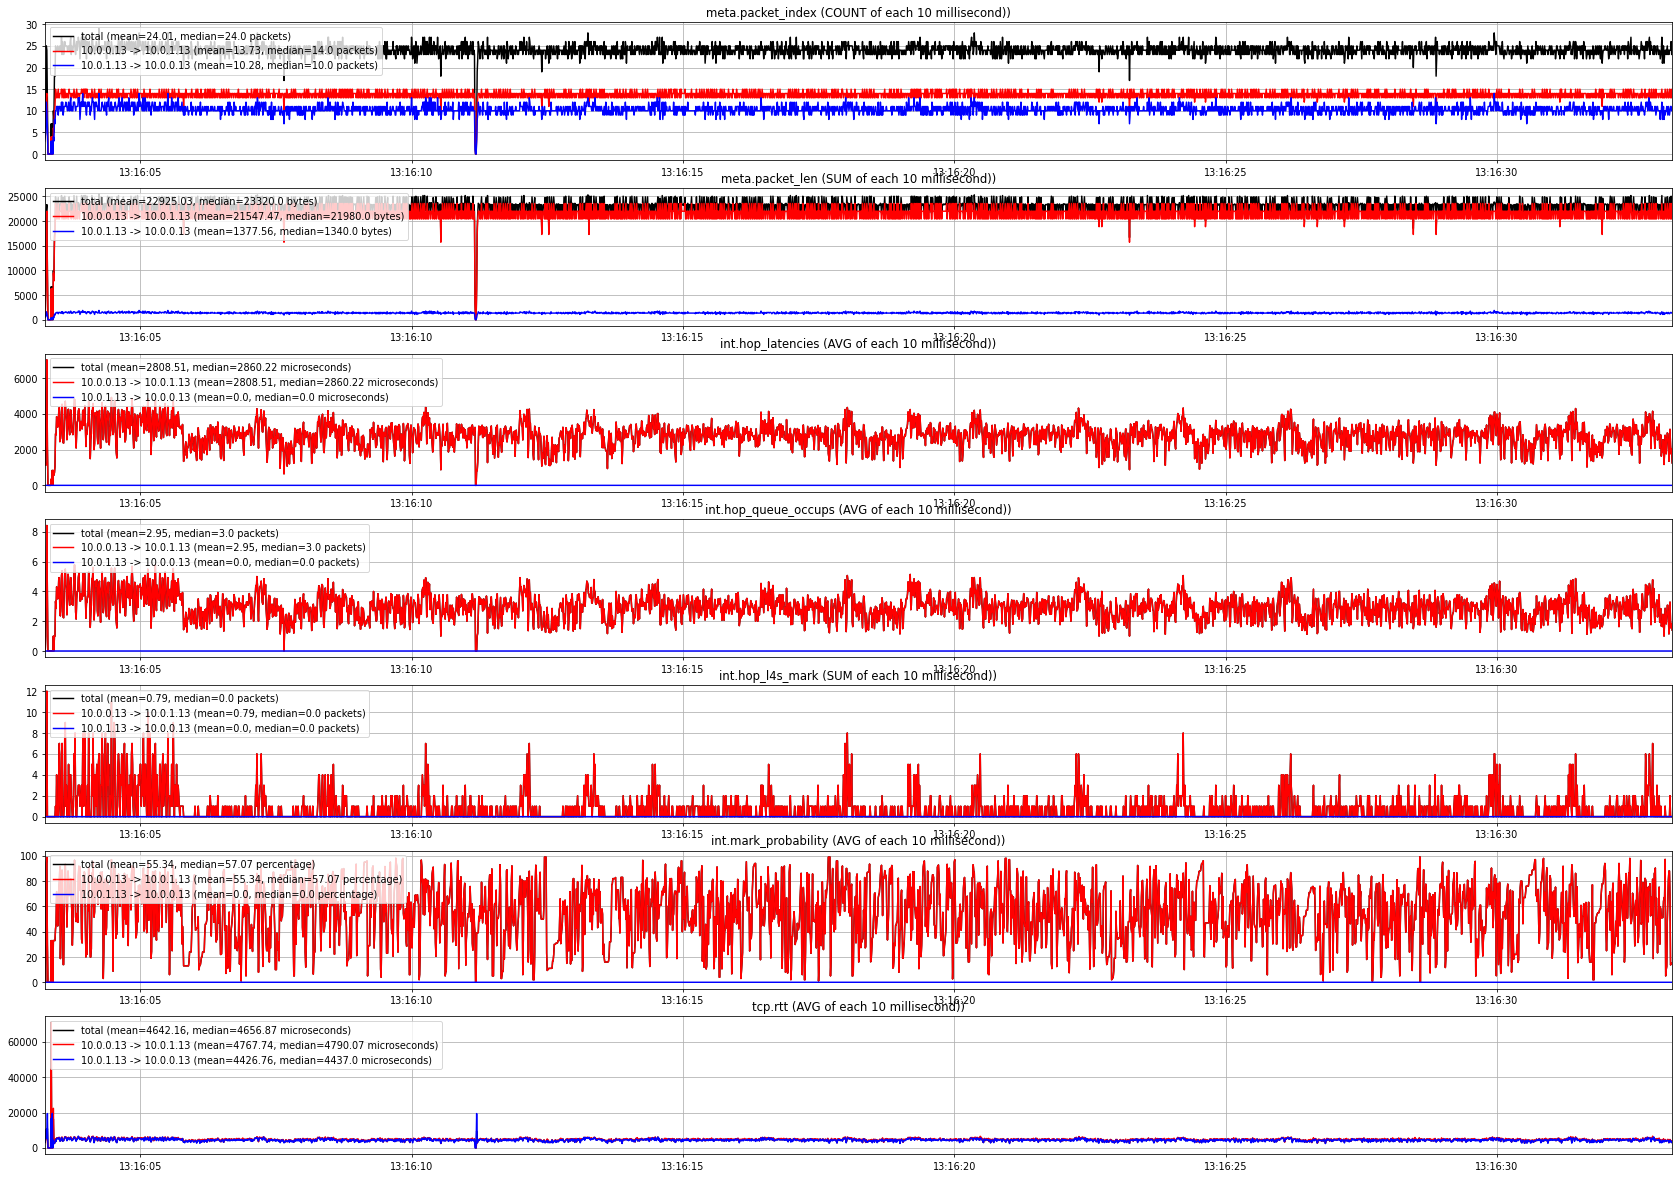 meta.packet_index (COUNT of each 10 millisecond))
30
25
20
15
10
5
0
total (mean=24.01, median=24.0 packets)
10.0.0.13 -> 10.0.1.13 (mean=13.73, median=14.0 packets)
10.0.1.13 -> 10.0.0.13 (mean=10.28, median=10.0 packets)
13:16:05 13:16:10 13:16:15 13:16:20 13:16:25 13:16:30
meta.packet_len (SUM of each 10 millisecond))
25000
20000
15000
10000
5000
0
total (mean=22925.03, median=23320.0 bytes)
10.0.0.13 -> 10.0.1.13 (mean=21547.47, median=21980.0 bytes)
10.0.1.13 -> 10.0.0.13 (mean=1377.56, median=1340.0 bytes)
13:16:05 13:16:10 13:16:15 13:16:20 13:16:25 13:16:30
int.hop_latencies (AVG of each 10 millisecond))
6000
4000
2000
0
total (mean=2808.51, median=2860.22 microseconds)
10.0.0.13 -> 10.0.1.13 (mean=2808.51, median=2860.22 microseconds)
10.0.1.13 -> 10.0.0.13 (mean=0.0, median=0.0 microseconds)
13:16:05 13:16:10 13:16:15 13:16:20 13:16:25 13:16:30
int.hop_queue_occups (AVG of each 10 millisecond))
8
6
4
2
0
total (mean=2.95, median=3.0 packets)
10.0.0.13 -> 10.0.1.13 (mean=2.95, median=3.0 packets)
10.0.1.13 -> 10.0.0.13 (mean=0.0, median=0.0 packets)
13:16:05 13:16:10 13:16:15 13:16:20 13:16:25 13:16:30
int.hop_l4s_mark (SUM of each 10 millisecond))
12
10
8
6
4
2
0
total (mean=0.79, median=0.0 packets)
10.0.0.13 -> 10.0.1.13 (mean=0.79, median=0.0 packets)
10.0.1.13 -> 10.0.0.13 (mean=0.0, median=0.0 packets)
13:16:05 13:16:10 13:16:15 13:16:20 13:16:25 13:16:30
int.mark_probability (AVG of each 10 millisecond))
100
80
60
40
20
0
total (mean=55.34, median=57.07 percentage)
10.0.0.13 -> 10.0.1.13 (mean=55.34, median=57.07 percentage)
10.0.1.13 -> 10.0.0.13 (mean=0.0, median=0.0 percentage)
13:16:05 13:16:10 13:16:15 13:16:20 13:16:25 13:16:30
tcp.rtt (AVG of each 10 millisecond))
60000
40000
20000
0
total (mean=4642.16, median=4656.87 microseconds)
10.0.0.13 -> 10.0.1.13 (mean=4767.74, median=4790.07 microseconds)
10.0.1.13 -> 10.0.0.13 (mean=4426.76, median=4437.0 microseconds)
13:16:05 13:16:10 13:16:15 13:16:20 13:16:25 13:16:30